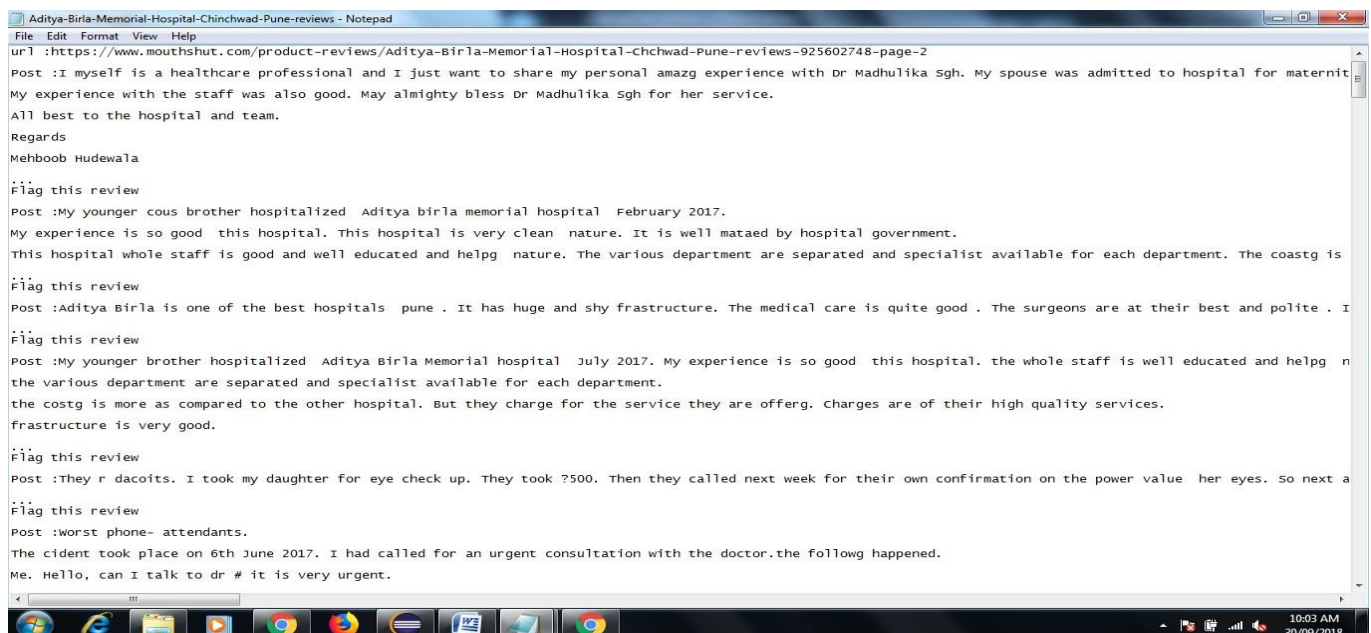 Aditya-Birla-Memorial-Hospital-Chinchwad-Pune-reviews - Notepad
File Edit Format View Help
url :https://www.mouthshut.com/product-reviews/Aditya-Birla-Memorial-Hospital-Chchwad-Pune-reviews-925602748-page-2
Post :I myself is a healthcare professional and I just want to share my personal amazg experience with Dr Madhulika Sgh. My spouse was admitted to hospital for maternit
My experience with the staff was also good. May almighty bless Dr Madhulika Sgh for her service.
All best to the hospital and team.
Regards
Mehboob Hudewala
...
Flag this review
Post :My younger cous brother hospitalized Aditya birla memorial hospital February 2017.
My experience is so good this hospital. This hospital is very clean nature. It is well mataed by hospital government.
This hospital whole staff is good and well educated and helpg nature. The various department are separated and specialist available for each department. The coastg is
...
Flag this review
Post :Aditya Birla is one of the best hospitals pune . It has huge and shy frastructure. The medical care is quite good . The surgeons are at their best and polite . I
...
Flag this review
Post :My younger brother hospitalized Aditya Birla Memorial hospital July 2017. My experience is so good this hospital. the whole staff is well educated and helpg n
the various department are separated and specialist available for each department.
the costg is more as compared to the other hospital. But they charge for the service they are offerg. Charges are of their high quality services.
frastructure is very good.
...
Flag this review
Post :They r dacoits. I took my daughter for eye check up. They took ?500. Then they called next week for their own confirmation on the power value her eyes. So next a
...
Flag this review
Post :Worst phone- attendants.
The cident took place on 6th June 2017. I had called for an urgent consultation with the doctor.the followg happened.
Me. Hello, can I talk to dr # it is very urgent.
10:03 AM
20/09/2018